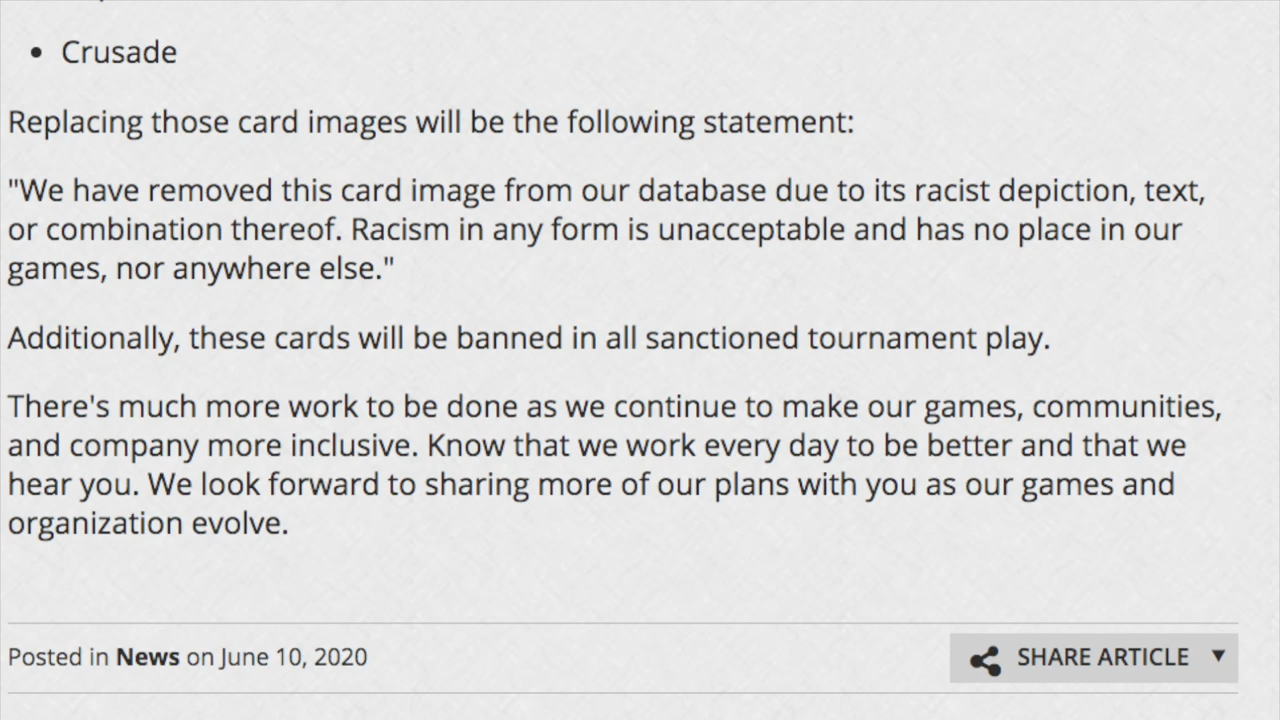 Crusade
Replacing those card images will be the following statement:
"We have removed this card image from our database due to its racist depiction, text,
or combination thereof. Racism in any form is unacceptable and has no place in our
games, nor anywhere else."
Additionally, these cards will be banned in all sanctioned tournament play.
There's much more work to be done as we continue to make our games, communities,
and company more inclusive. Know that we work every day to be better and that we
hear you. We look forward to sharing more of our plans with you as our games and
organization evolve.
Posted in News on June 10, 2020
SHARE ARTICLE